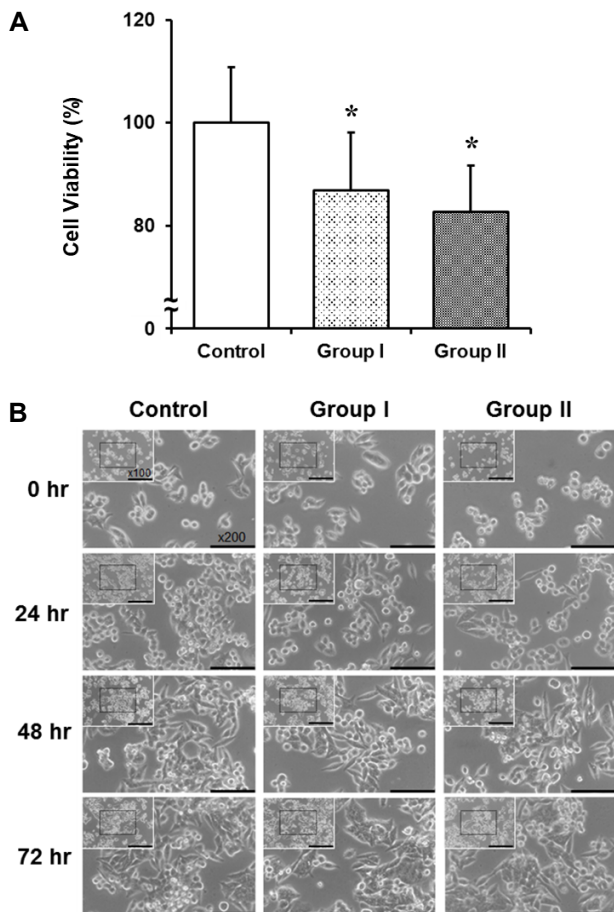 A
Cell Viability (%)
120
100
80
0
*
*
Control
Group I
Group II
B
Control
Group I
Group II
0 hr
x100
x200
24 hr
48 hr
72 hr